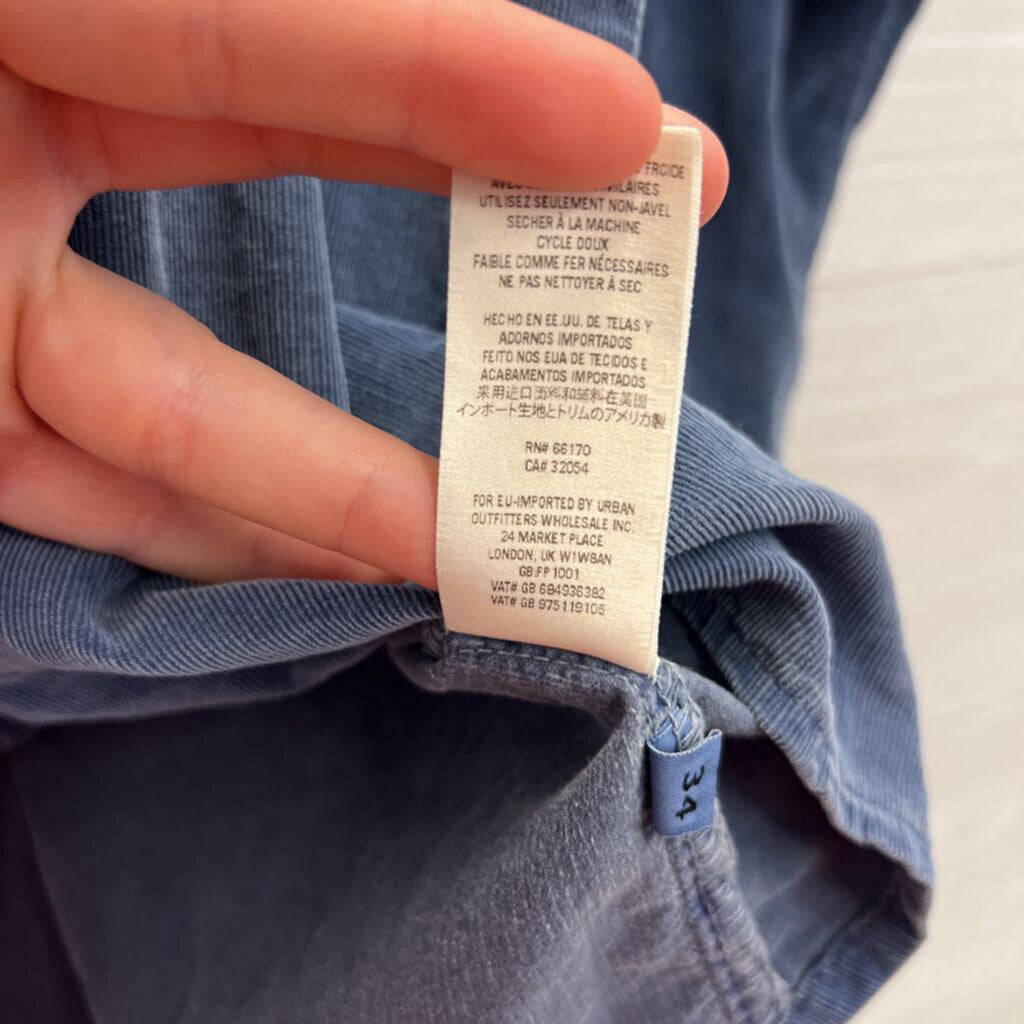 FROIDE
UTILISEZ SEULEMENT NON-JAVEL
SECHER À LA MACHINE
CYCLE DOUX
FAIBLE COMME FER NÉCESSAIRES
NE PAS NETTOYER À SEC
HECHO EN EE.UU. DE TELAS Y
ADORNOS IMPORTADOS
FEITO NOS EUA DE TECIDOS E
ACABAMENTOS IMPORTADOS
采用进口面料和缝料在英国
インポート生地とトリムのアメリカ製
RN# 66170
CA# 32054
FOR EU-IMPORTED BY URBAN
OUTFITTERS WHOLESALE INC.
24 MARKET PLACE
LONDON, UK W1W8AN
GB:FP 1001
VAT# GB 684936382
VAT# GB 975119106
34